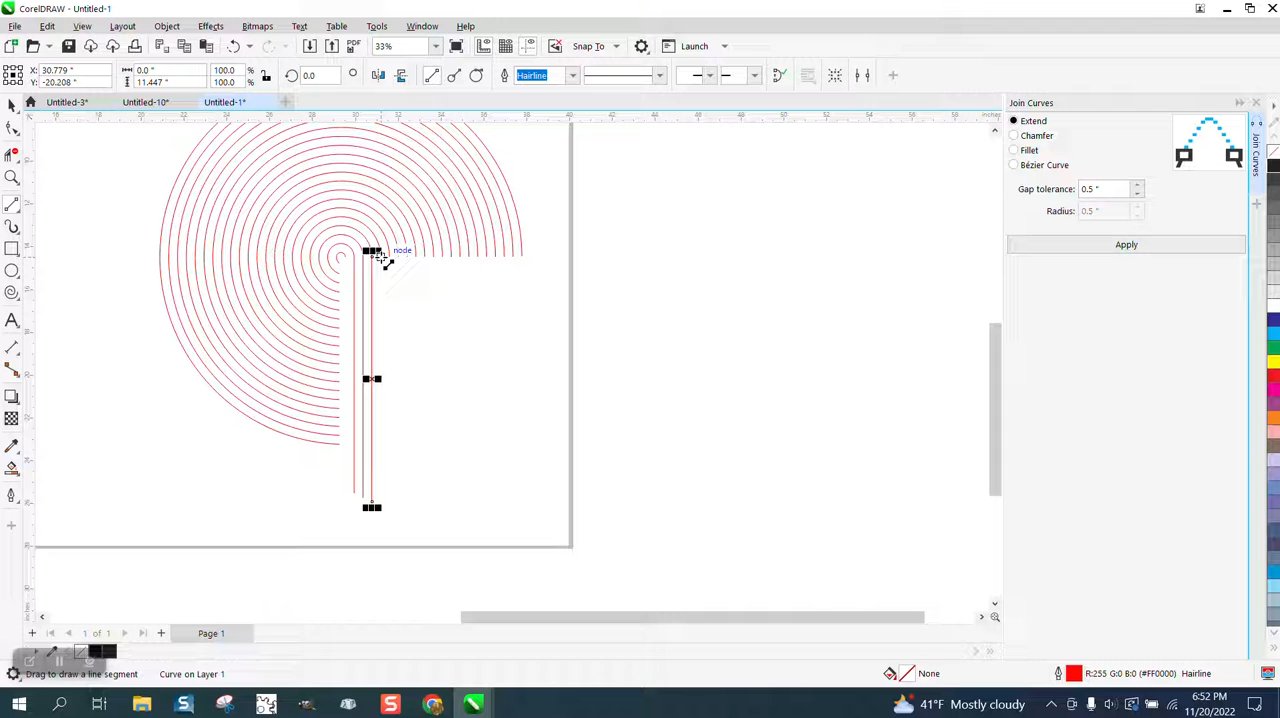 CorelDRAW - Untitled-1
File Edit View Layout Object Effects Bitmaps Text Table Tools Window Help
PDF 33% Snap To Launch
X: 30.779 " 0.0 " 100.0 % 0.0 Hairline
Y: -20.208 " 11.447 " 100.0 %
Untitled-3* Untitled-10* Untitled-1*
Join Curves
inches
Extend
Chamfer
Fillet
Bézier Curve
Gap tolerance: 0.5 "
Radius: 0.5 "
Apply
Join Curves
node
1 of 1 Page 1
Drag to draw a line segment Curve on Layer 1 None R:255 G:0 B:0 (#FF0000) Hairline
41°F Mostly cloudy 6:52 PM
11/20/2022